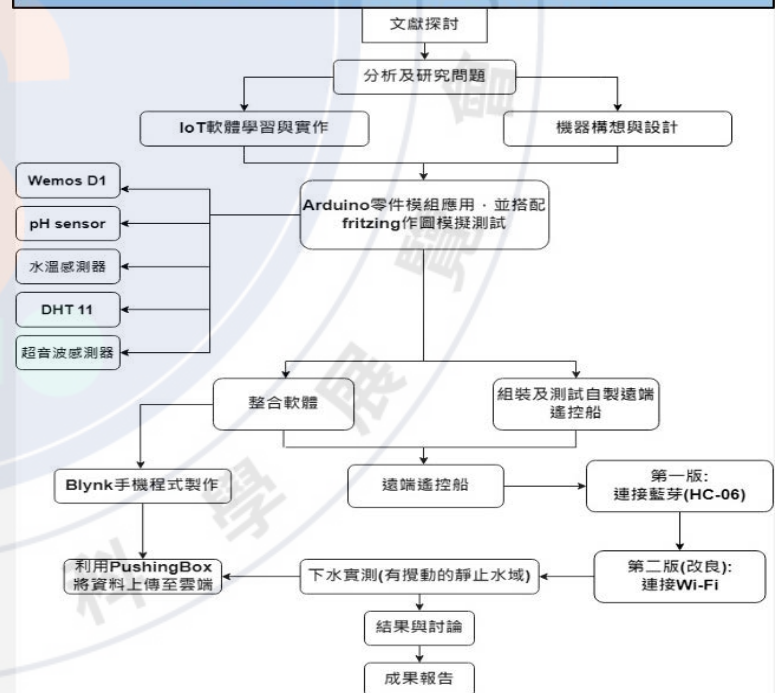 文獻探討
分析及研究問題
IoT軟體學習與實作
機器構想與設計
Wemos D1
pH sensor
水溫感測器
DHT 11
超音波感測器
Arduino零件模組應用，並搭配
fritzing作圖模擬測試
整合軟體
組裝及測試自製遠端
遙控船
Blynk手機程式製作
遠端遙控船
第一版:
連接藍芽(HC-06)
第二版(改良):
連接Wi-Fi
下水實測(有攪動的靜止水域)
利用PushingBox
將資料上傳至雲端
結果與討論
成果報告
科
學
展
覽
會